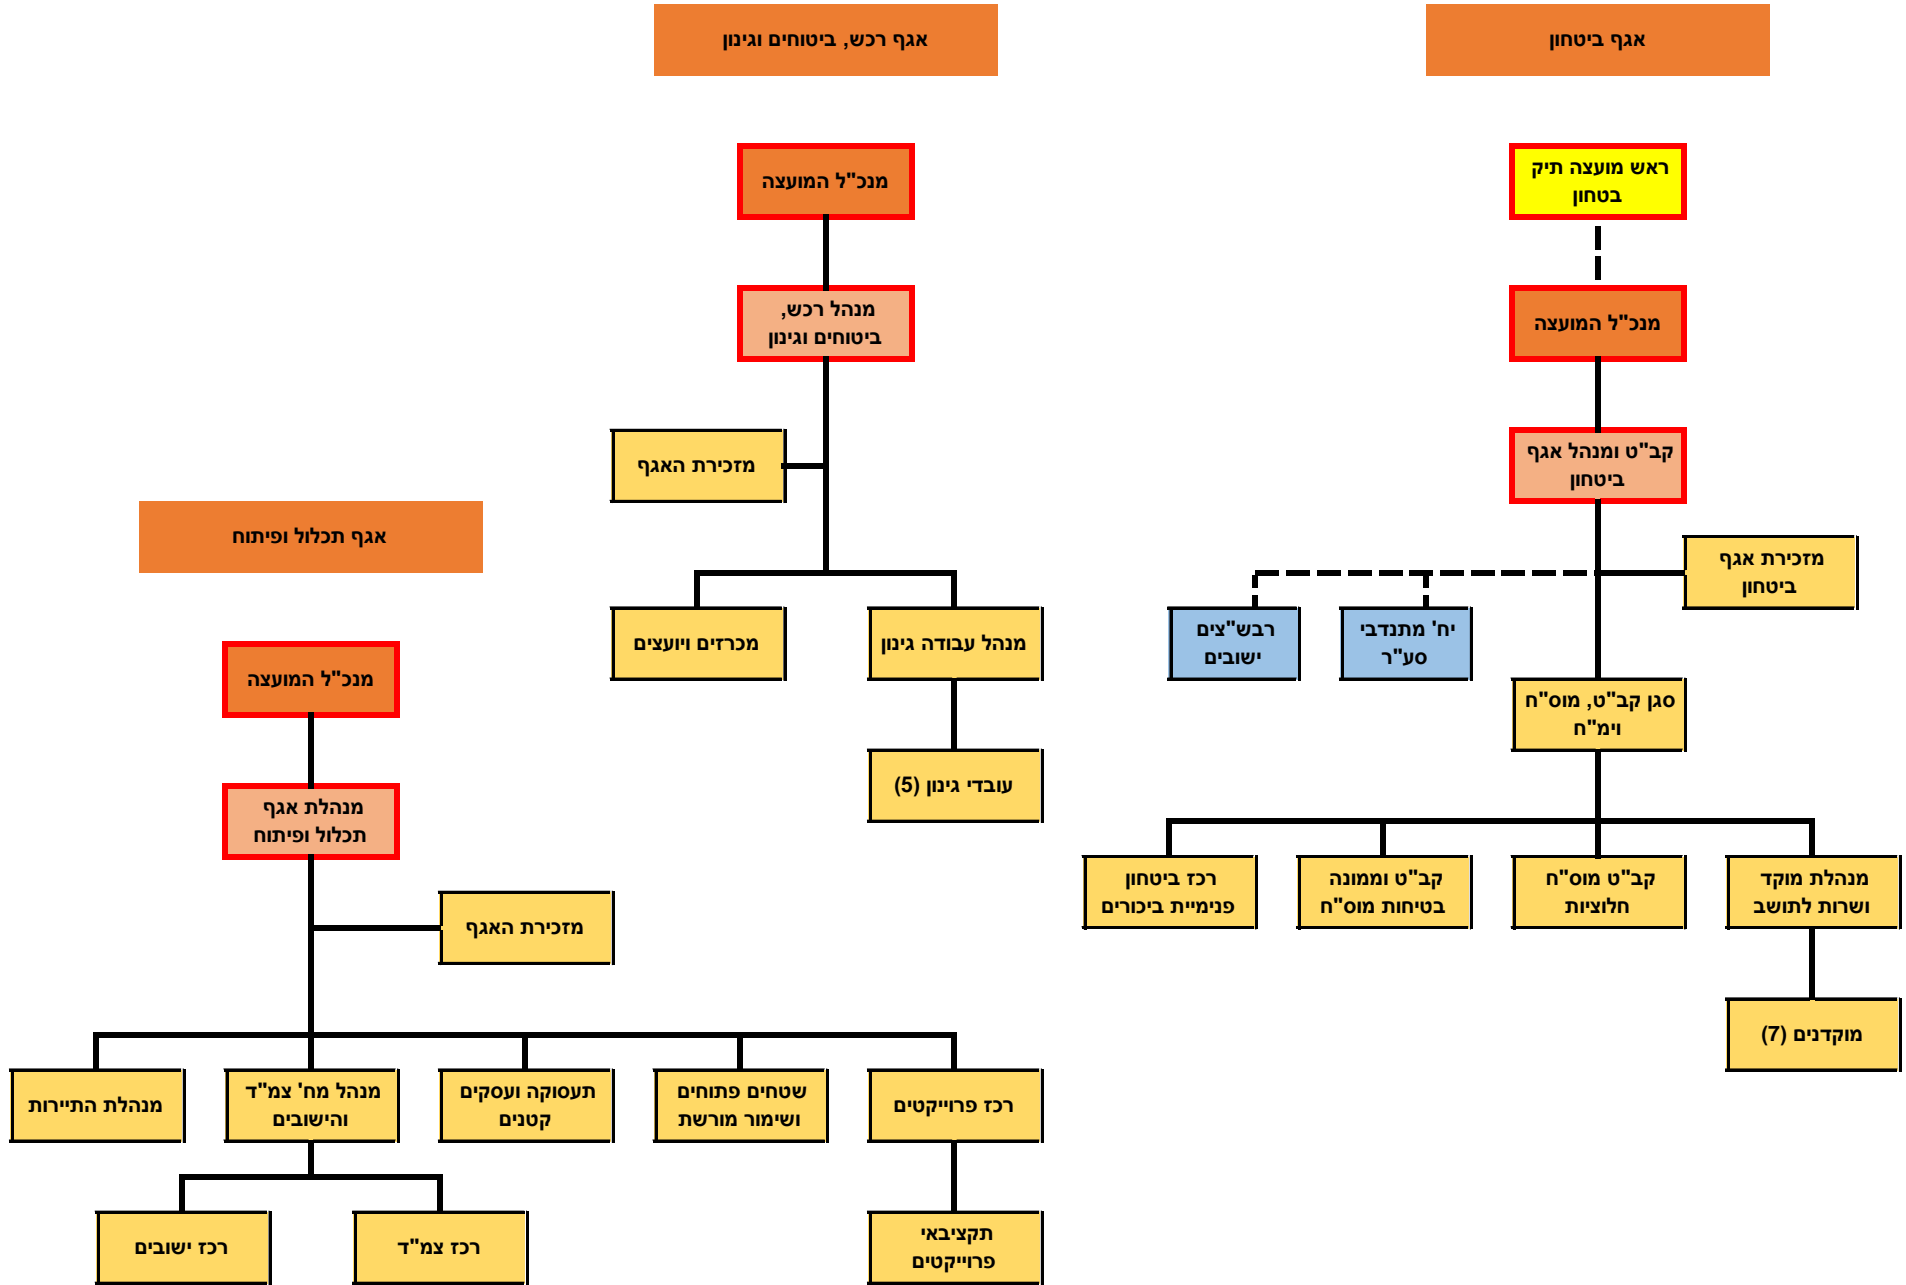 אגף ביטחון
ראש מועצה תיק
בטחון
מנכ"ל המועצה
קב"ט ומנהל אגף
ביטחון
מזכירת אגף
ביטחון
יח' מתנדבי
סע"ר
רבש"צים
ישובים
סגן קב"ט, מוס"ח
וימ"ח
מנהלת מוקד
ושרות לתושב
קב"ט מוס"ח
חלוציות
קב"ט וממונה
בטיחות מוס"ח
רכז ביטחון
פנימיית ביכורים
מוקדנים (7)
אגף רכש, ביטוחים וגינון
מנכ"ל המועצה
מנהל רכש,
ביטוחים וגינון
מזכירת האגף
מנהל עבודה גינון
מכרזים ויועצים
עובדי גינון (5)
אגף תכלול ופיתוח
מנכ"ל המועצה
מנהלת אגף
תכלול ופיתוח
מזכירת האגף
רכז פרוייקטים
שטחים פתוחים
ושימור מורשת
תעסוקה ועסקים
קטנים
מנהל מח' צמ"ד
והישובים
מנהלת התיירות
תקציבאי
פרוייקטים
רכז צמ"ד
רכז ישובים